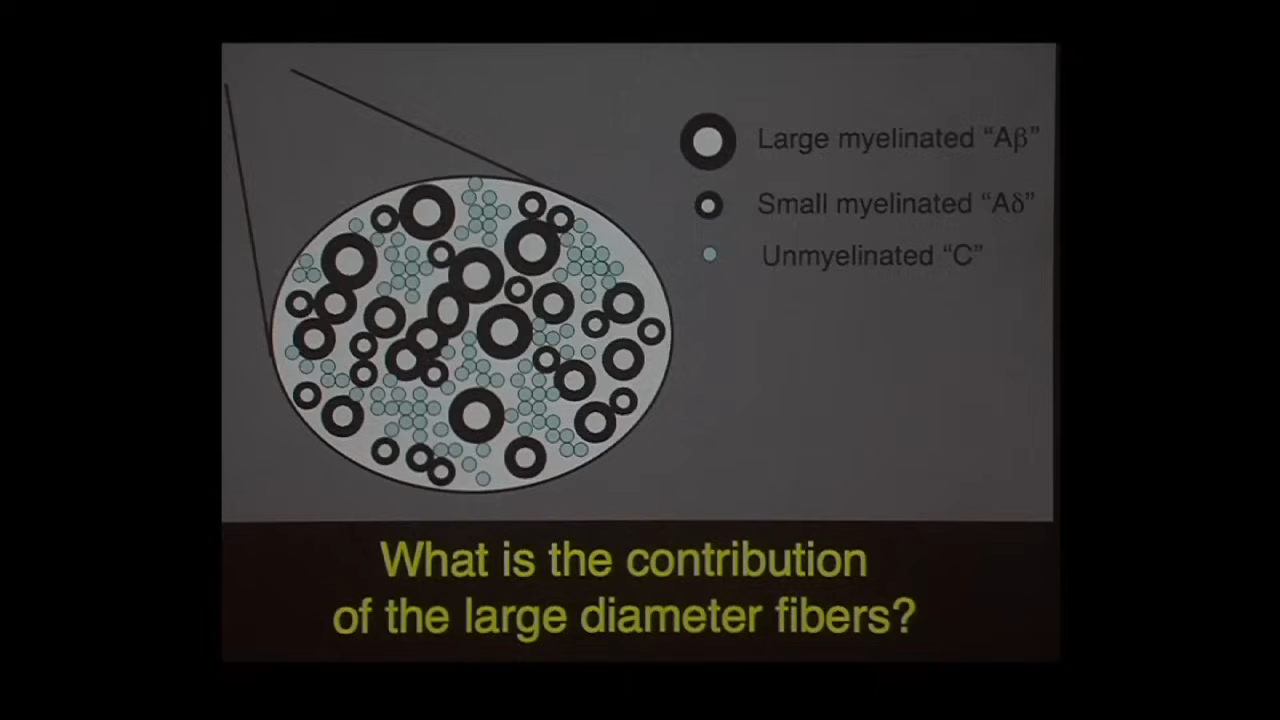 Large myelinated “Aβ”
Small myelinated “Aδ”
Unmyelinated “C”
What is the contribution
of the large diameter fibers?